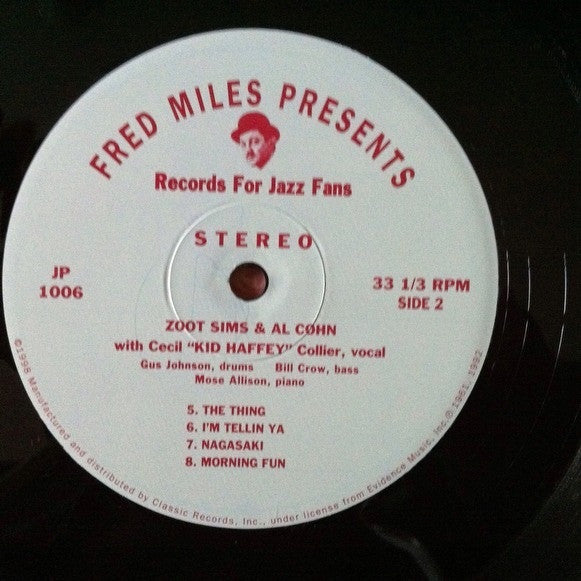 FRED MILES PRESENTS
Records For Jazz Fans
STEREO
JP
1006
33 1/3 RPM
SIDE 2
ZOOT SIMS & AL COHN
with Cecil "KID HAFFEY" Collier, vocal
Gus Johnson, drums Bill Crow, bass
Mose Allison, piano
5. THE THING
6. I'M TELLIN YA
7. NAGASAKI
8. MORNING FUN
©1998 Manufactured and distributed by Classic Records, Inc., under license from Evidence Music, Inc.℗ 1961, 1992